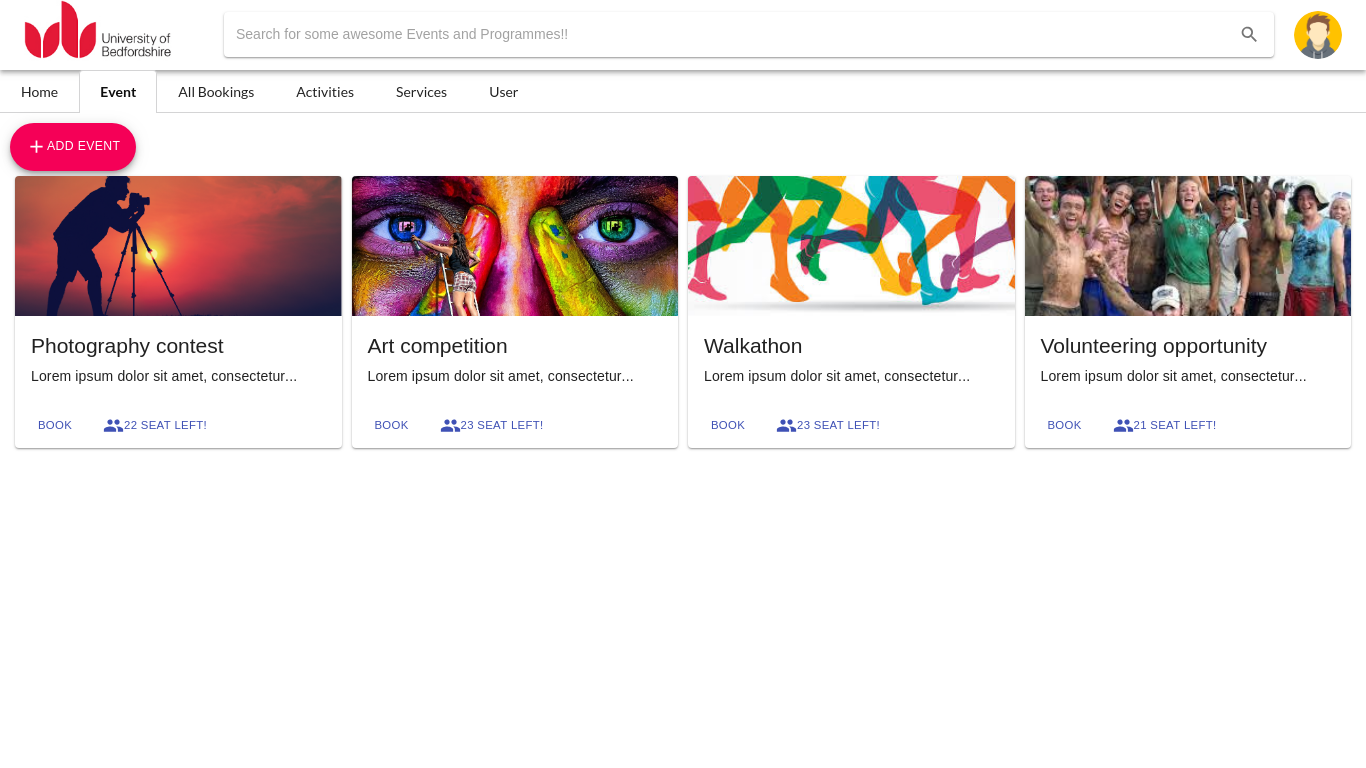 University of
Bedfordshire
Search for some awesome Events and Programmes!!
Home
Event
All Bookings
Activities
Services
User
ADD EVENT
Photography contest
Lorem ipsum dolor sit amet, consectetur...
BOOK
22 SEAT LEFT!
Art competition
Lorem ipsum dolor sit amet, consectetur...
BOOK
23 SEAT LEFT!
Walkathon
Lorem ipsum dolor sit amet, consectetur...
BOOK
23 SEAT LEFT!
Volunteering opportunity
Lorem ipsum dolor sit amet, consectetur...
BOOK
21 SEAT LEFT!